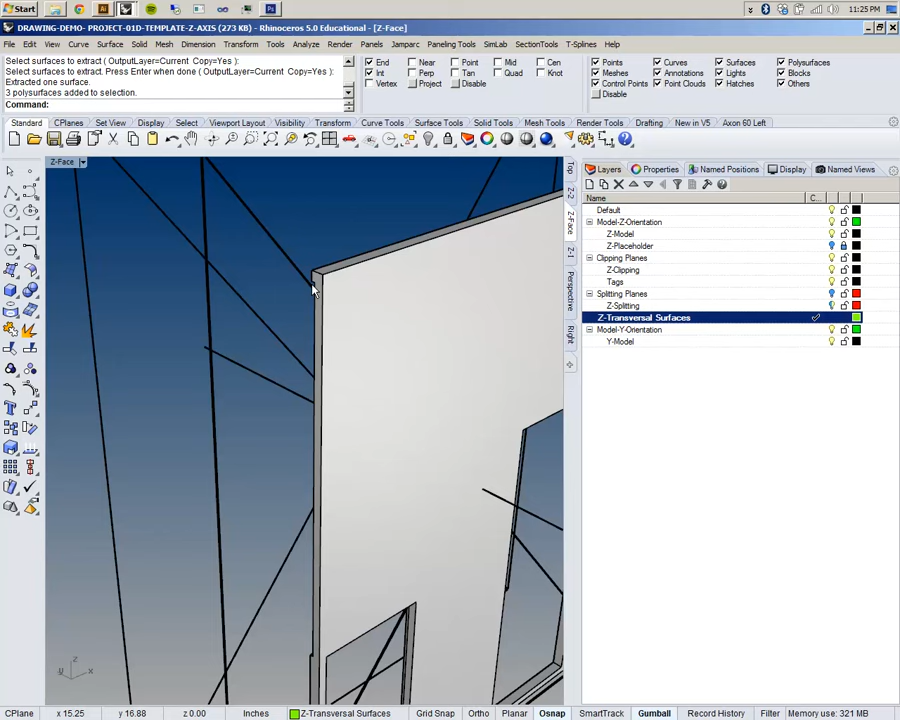 Start
11:25 PM
DRAWING-DEMO- PROJECT-01D-TEMPLATE-Z-AXIS (273 KB) - Rhinoceros 5.0 Educational - [Z-Face]
File Edit View Curve Surface Solid Mesh Dimension Transform Tools Analyze Render Panels Jamparc Paneling Tools SimLab SectionTools T-Splines Help
Select surfaces to extract ( OutputLayer=Current Copy=Yes )
Select surfaces to extract. Press Enter when done ( OutputLayer=Current Copy=Yes )
Extracted one surface.
3 polysurfaces added to selection.
Command:
End Near Point Mid Cen
Int Perp Tan Quad Knot
Vertex Project Disable
Points Curves Surfaces Polysurfaces
Meshes Annotations Lights Blocks
Control Points Point Clouds Hatches Others
Disable
Standard CPlanes Set View Display Select Viewport Layout Visibility Transform Curve Tools Surface Tools Solid Tools Mesh Tools Render Tools Drafting New in V5 Axon 60 Left
Z-Face
Top
Z-2
Z-Face
Z-1
Perspective
Right
Layers Properties Named Positions Display Named Views
Name C...
Default
Model-Z-Orientation
Z-Model
Z-Placeholder
Clipping Planes
Z-Clipping
Tags
Splitting Planes
Z-Splitting
Z-Transversal Surfaces
Model-Y-Orientation
Y-Model
z
y x
CPlane x 15.25 y 16.88 z 0.00 Inches Z-Transversal Surfaces Grid Snap Ortho Planar Osnap SmartTrack Gumball Record History Filter Memory use: 321 MB